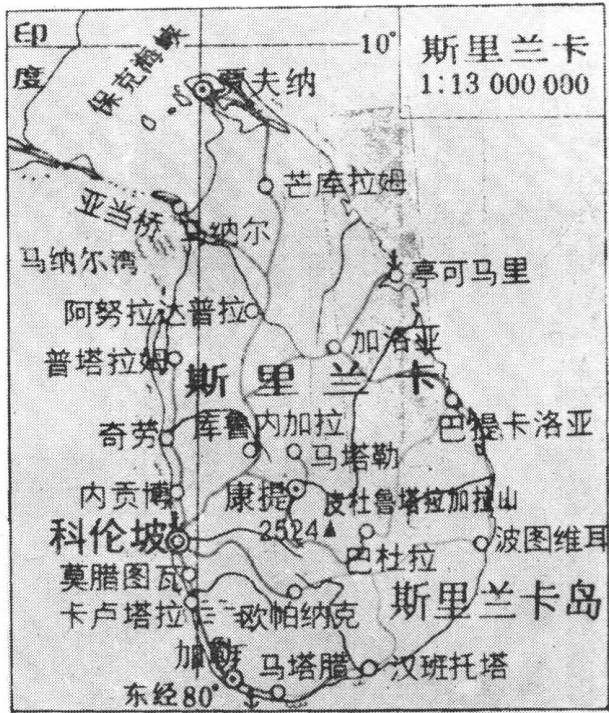 印度
斯里兰卡
1:13 000 000
10°
保克海峡
贾夫纳
芒库拉姆
亚当桥
纳尔
马纳尔湾
亭可马里
阿努拉达普拉
加洛亚
普塔拉姆
斯里兰卡
巴提卡洛亚
奇劳
库鲁内加拉
马塔勒
内贡博
康提
皮杜鲁塔拉加拉山
科伦坡
2524
巴杜拉
波图维耳
莫腊图瓦
卡卢塔拉
欧帕纳克
斯里兰卡岛
加勒
马塔腊
汉班托塔
东经80°